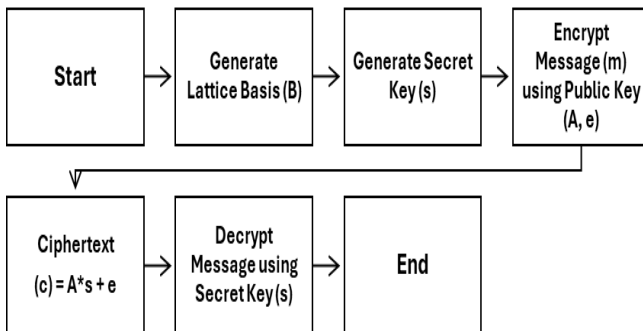 Start
Generate
Lattice Basis (B)
Generate Secret
Key (s)
Encrypt
Message (m)
using Public Key
(A, e)
Ciphertext
(c) = A*s + e
Decrypt
Message using
Secret Key (s)
End